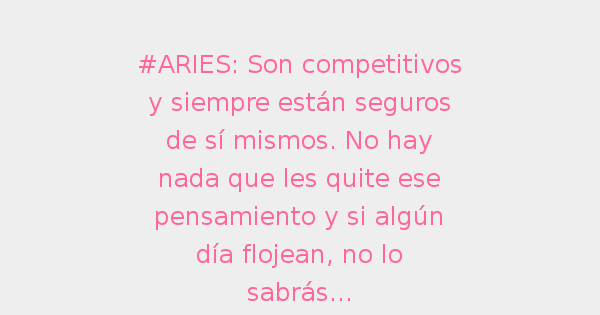 #ARIES: Son competitivos
y siempre están seguros
de sí mismos. No hay
nada que les quite ese
pensamiento y si algún
día flojean, no lo
sabrás...